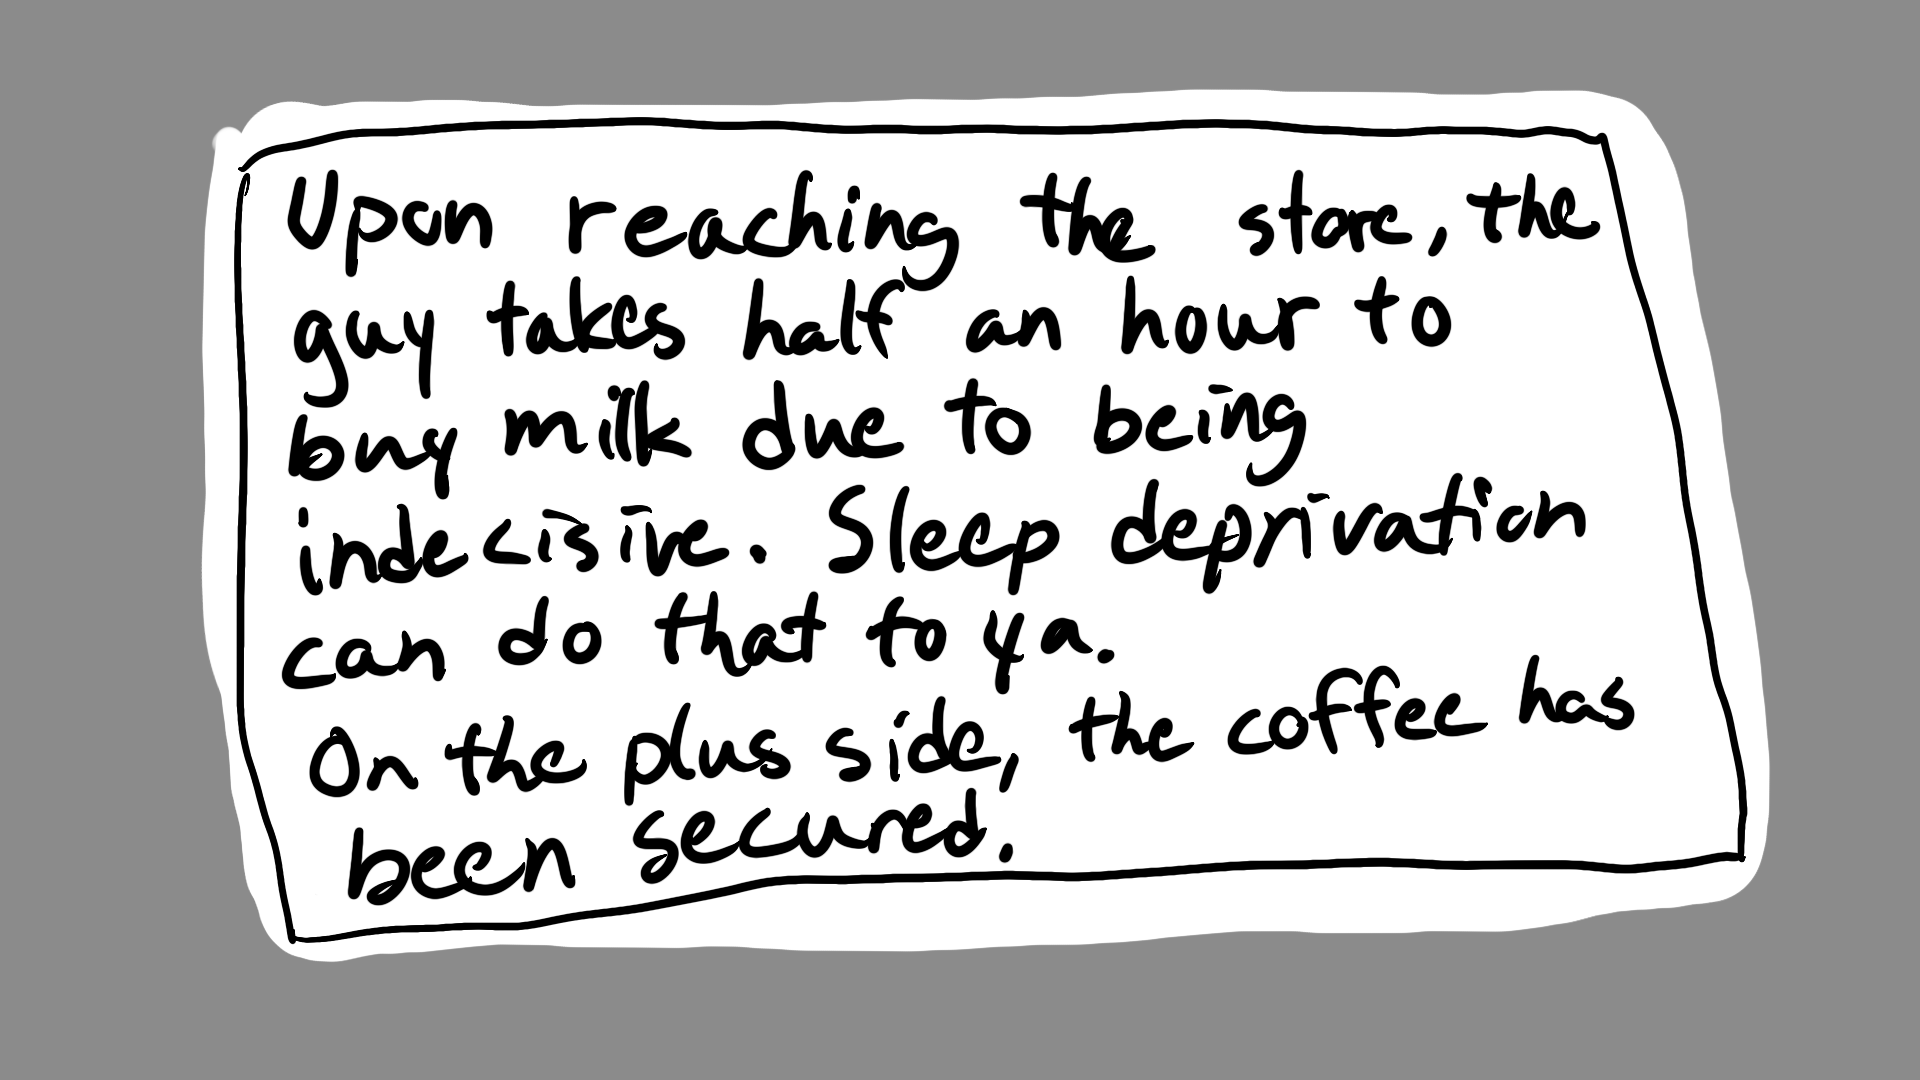 Upon reaching the store, the
guy takes half an hour to
buy milk due to being
indecisive. Sleep deprivation
can do that to ya.
On the plus side, the coffee has
been secured.